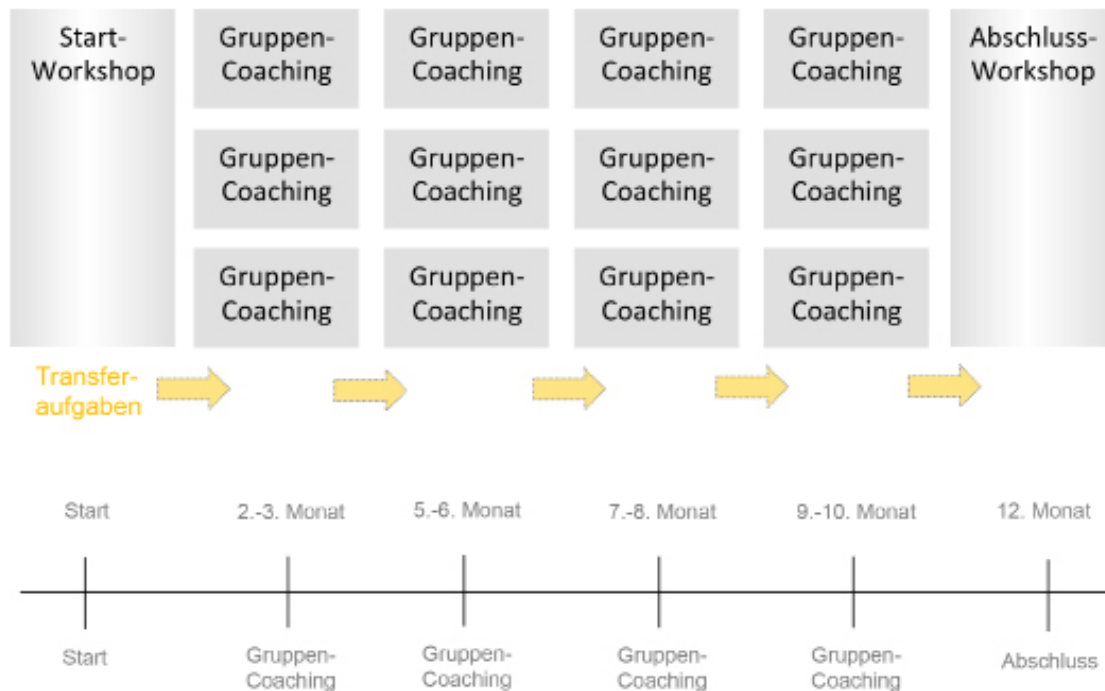 Start-
Workshop
Gruppen-
Coaching
Gruppen-
Coaching
Gruppen-
Coaching
Gruppen-
Coaching
Abschluss-
Workshop
Gruppen-
Coaching
Gruppen-
Coaching
Gruppen-
Coaching
Gruppen-
Coaching
Gruppen-
Coaching
Gruppen-
Coaching
Gruppen-
Coaching
Gruppen-
Coaching
Transfer-
aufgaben
Start
2.-3. Monat
5.-6. Monat
7.-8. Monat
9.-10. Monat
12. Monat
Start
Gruppen-
Coaching
Gruppen-
Coaching
Gruppen-
Coaching
Gruppen-
Coaching
Abschluss